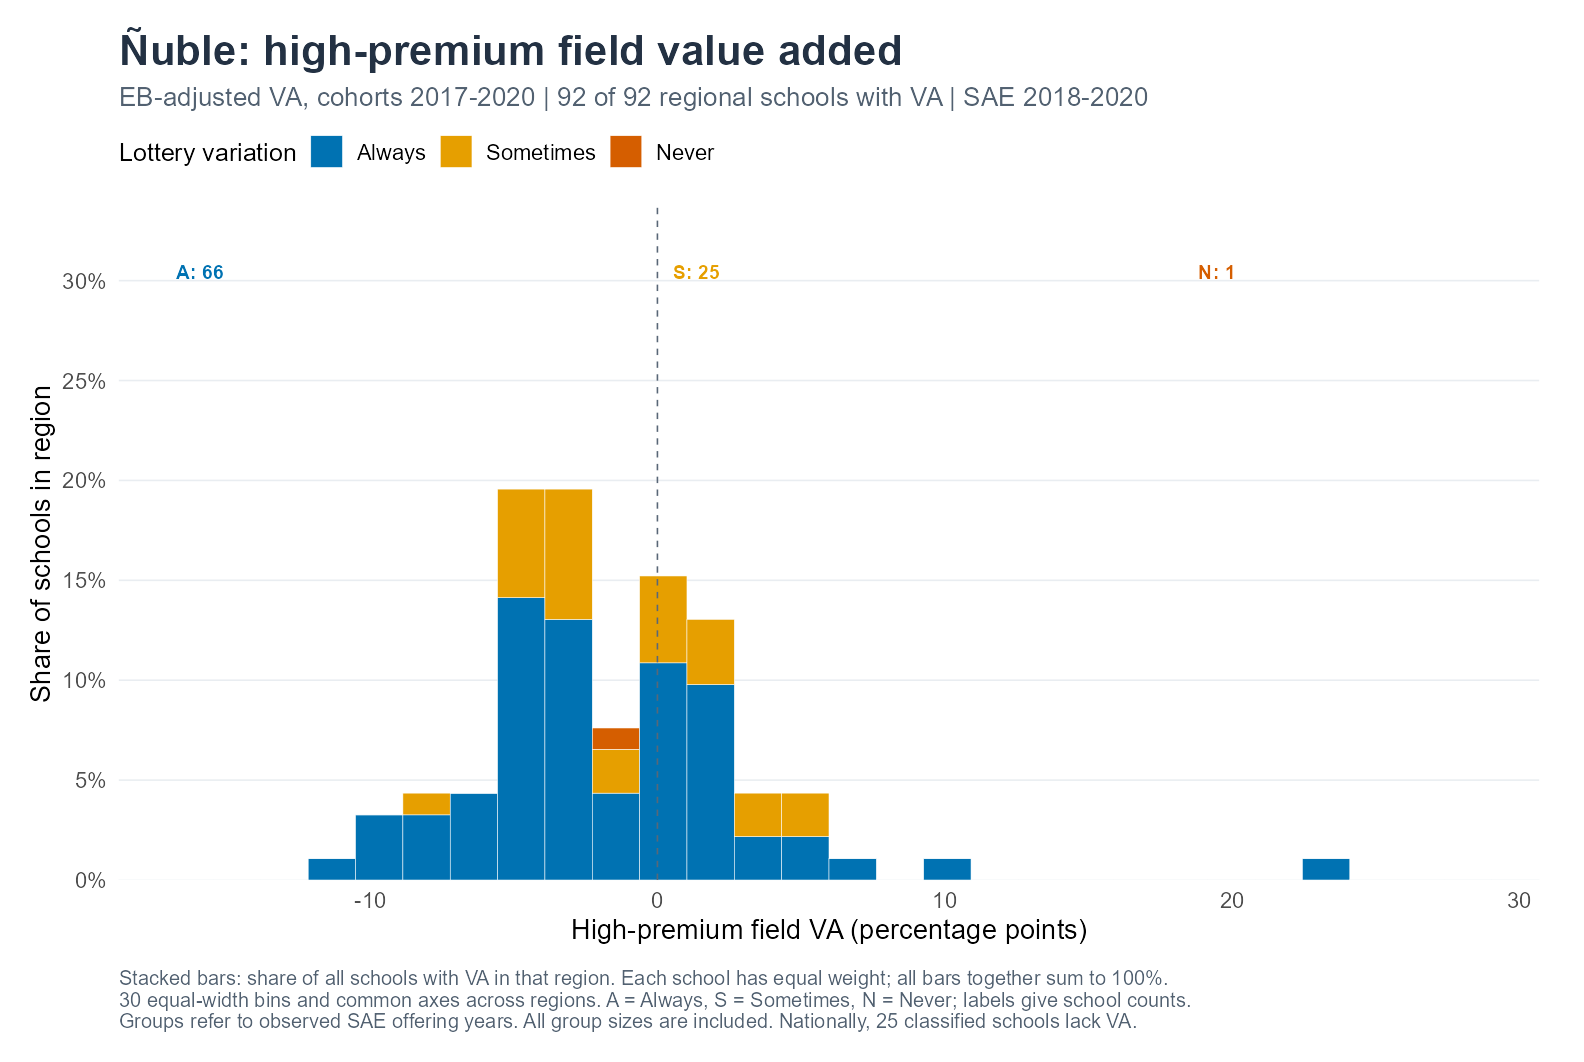 Ñuble: high-premium field value added
EB-adjusted VA, cohorts 2017-2020 | 92 of 92 regional schools with VA | SAE 2018-2020
Lottery variation Always Sometimes Never
A: 66 S: 25 N: 1
30%
25%
20%
15%
10%
5%
0%
Share of schools in region
-10 0 10 20 30
High-premium field VA (percentage points)
Stacked bars: share of all schools with VA in that region. Each school has equal weight; all bars together sum to 100%.
30 equal-width bins and common axes across regions. A = Always, S = Sometimes, N = Never; labels give school counts.
Groups refer to observed SAE offering years. All group sizes are included. Nationally, 25 classified schools lack VA.